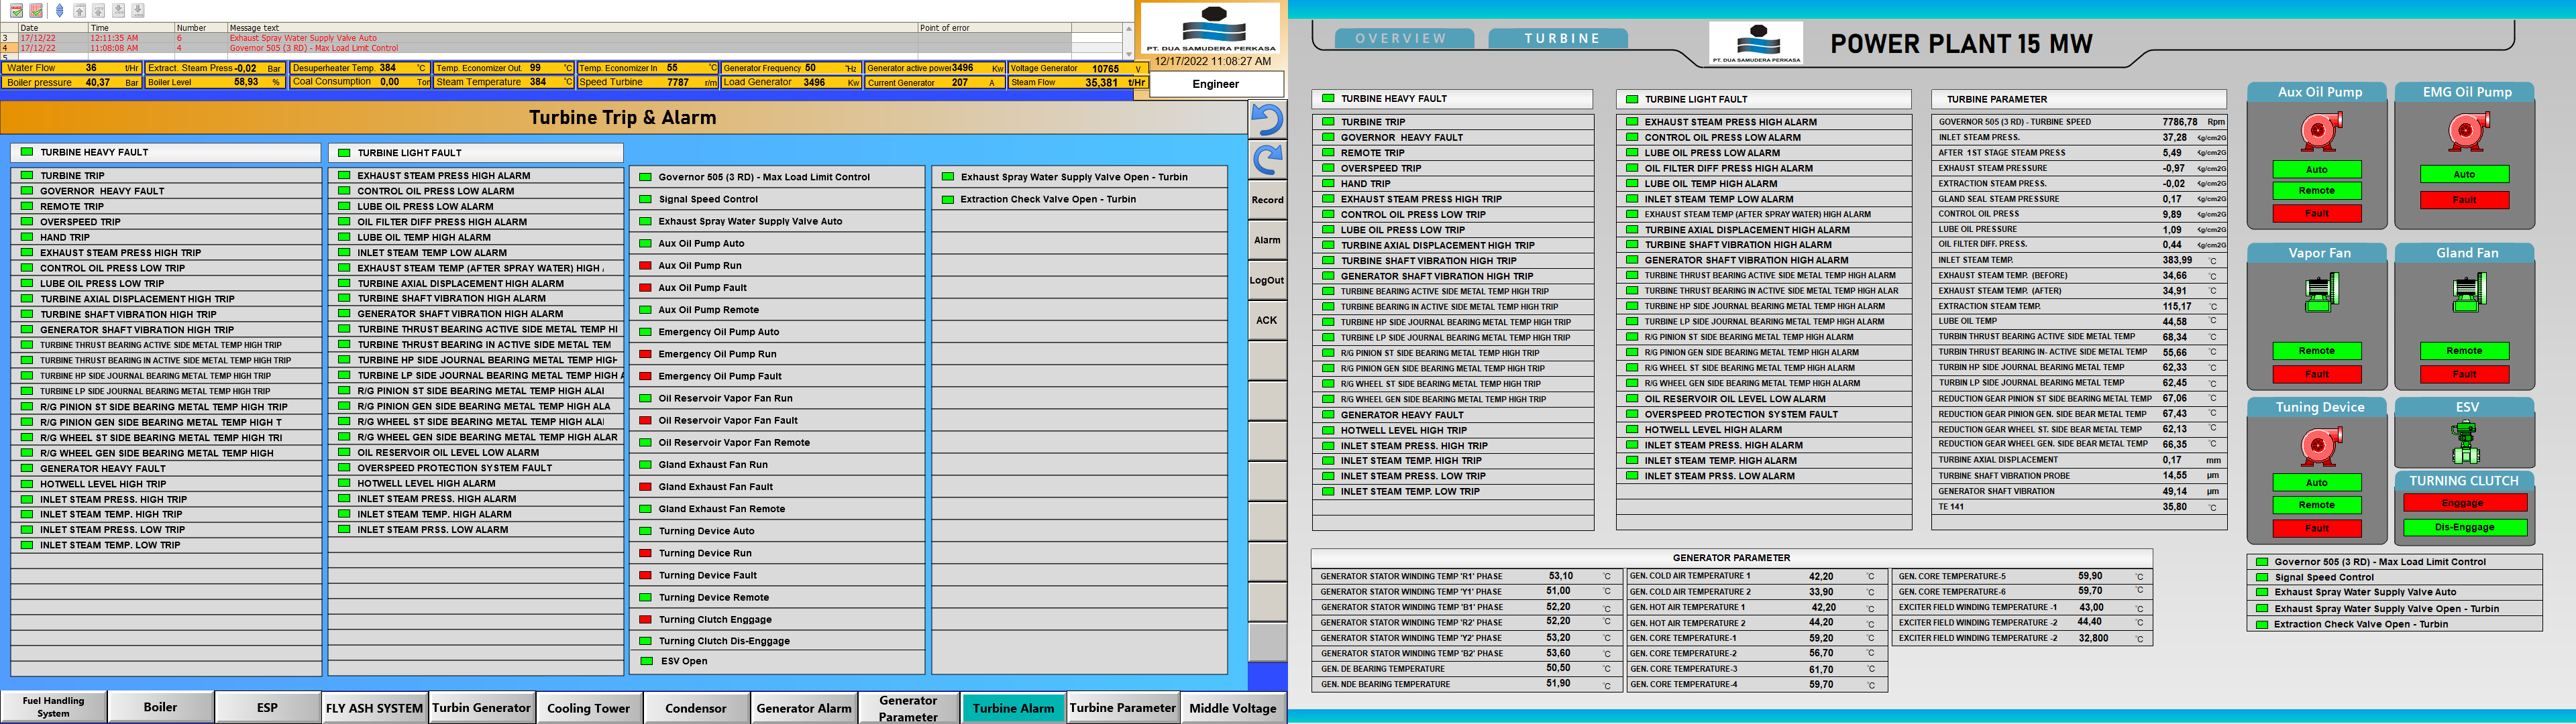 Date Time Number Message text Point of error
3 17/12/22 12:11:35 AM 6 Exhaust Spray Water Supply Valve Auto
4 17/12/22 11:08:08 AM 4 Governor 505 (3 RD) - Max Load Limit Control
5
PT. DUA SAMUDERA PERKASA
12/17/2022 11:08:27 AM
Engineer
Water Flow 36 t/Hr Extract. Steam Press -0,02 Bar Desuperheater Temp. 384 °C Temp. Economizer Out. 99 °C Temp. Economizer In 55 °C Generator Frequency 50 Hz Generator active power 3496 Kw Voltage Generator 10765 V
Boiler pressure 40,37 Bar Boiler Level 58,93 % Coal Consumption 0,00 Ton Steam Temperature 384 °C Speed Turbine 7787 r/m Load Generator 3496 Kw Current Generator 207 A Steam Flow 35,381 t/Hr
Turbine Trip & Alarm
TURBINE HEAVY FAULT
TURBINE TRIP
GOVERNOR HEAVY FAULT
REMOTE TRIP
OVERSPEED TRIP
HAND TRIP
EXHAUST STEAM PRESS HIGH TRIP
CONTROL OIL PRESS LOW TRIP
LUBE OIL PRESS LOW TRIP
TURBINE AXIAL DISPLACEMENT HIGH TRIP
TURBINE SHAFT VIBRATION HIGH TRIP
GENERATOR SHAFT VIBRATION HIGH TRIP
TURBINE THRUST BEARING ACTIVE SIDE METAL TEMP HIGH TRIP
TURBINE THRUST BEARING IN ACTIVE SIDE METAL TEMP HIGH TRIP
TURBINE HP SIDE JOURNAL BEARING METAL TEMP HIGH TRIP
TURBINE LP SIDE JOURNAL BEARING METAL TEMP HIGH TRIP
R/G PINION ST SIDE BEARING METAL TEMP HIGH TRIP
R/G PINION GEN SIDE BEARING METAL TEMP HIGH T
R/G WHEEL ST SIDE BEARING METAL TEMP HIGH TRI
R/G WHEEL GEN SIDE BEARING METAL TEMP HIGH
GENERATOR HEAVY FAULT
HOTWELL LEVEL HIGH TRIP
INLET STEAM PRESS. HIGH TRIP
INLET STEAM TEMP. HIGH TRIP
INLET STEAM PRESS. LOW TRIP
INLET STEAM TEMP. LOW TRIP
TURBINE LIGHT FAULT
EXHAUST STEAM PRESS HIGH ALARM
CONTROL OIL PRESS LOW ALARM
LUBE OIL PRESS LOW ALARM
OIL FILTER DIFF PRESS HIGH ALARM
LUBE OIL TEMP HIGH ALARM
INLET STEAM TEMP LOW ALARM
EXHAUST STEAM TEMP (AFTER SPRAY WATER) HIGH
TURBINE AXIAL DISPLACEMENT HIGH ALARM
TURBINE SHAFT VIBRATION HIGH ALARM
GENERATOR SHAFT VIBRATION HIGH ALARM
TURBINE THRUST BEARING ACTIVE SIDE METAL TEMP HI
TURBINE THRUST BEARING IN ACTIVE SIDE METAL TEM
TURBINE HP SIDE JOURNAL BEARING METAL TEMP HIGH
TURBINE LP SIDE JOURNAL BEARING METAL TEMP HIGH
R/G PINION ST SIDE BEARING METAL TEMP HIGH ALAI
R/G PINION GEN SIDE BEARING METAL TEMP HIGH ALA
R/G WHEEL ST SIDE BEARING METAL TEMP HIGH ALAI
R/G WHEEL GEN SIDE BEARING METAL TEMP HIGH ALAR
OIL RESERVOIR OIL LEVEL LOW ALARM
OVERSPEED PROTECTION SYSTEM FAULT
HOTWELL LEVEL HIGH ALARM
INLET STEAM PRESS. HIGH ALARM
INLET STEAM TEMP. HIGH ALARM
INLET STEAM PRSS. LOW ALARM
Governor 505 (3 RD) - Max Load Limit Control
Signal Speed Control
Exhaust Spray Water Supply Valve Auto
Aux Oil Pump Auto
Aux Oil Pump Run
Aux Oil Pump Fault
Aux Oil Pump Remote
Emergency Oil Pump Auto
Emergency Oil Pump Run
Emergency Oil Pump Fault
Oil Reservoir Vapor Fan Run
Oil Reservoir Vapor Fan Fault
Oil Reservoir Vapor Fan Remote
Gland Exhaust Fan Run
Gland Exhaust Fan Fault
Gland Exhaust Fan Remote
Turning Device Auto
Turning Device Run
Turning Device Fault
Turning Device Remote
Turning Clutch Enggage
Turning Clutch Dis-Enggage
ESV Open
Exhaust Spray Water Supply Valve Open - Turbin
Extraction Check Valve Open - Turbin
Record
Alarm
LogOut
ACK
Fuel Handling System
Boiler
ESP
FLY ASH SYSTEM
Turbin Generator
Cooling Tower
Condensor
Generator Alarm
Generator Parameter
Turbine Alarm
Turbine Parameter
Middle Voltage
OVERVIEW
TURBINE
PT. DUA SAMUDERA PERKASA
POWER PLANT 15 MW
TURBINE HEAVY FAULT
TURBINE TRIP
GOVERNOR HEAVY FAULT
REMOTE TRIP
OVERSPEED TRIP
HAND TRIP
EXHAUST STEAM PRESS HIGH TRIP
CONTROL OIL PRESS LOW TRIP
LUBE OIL PRESS LOW TRIP
TURBINE AXIAL DISPLACEMENT HIGH TRIP
TURBINE SHAFT VIBRATION HIGH TRIP
GENERATOR SHAFT VIBRATION HIGH TRIP
TURBINE BEARING ACTIVE SIDE METAL TEMP HIGH TRIP
TURBINE BEARING IN ACTIVE SIDE METAL TEMP HIGH TRIP
TURBINE HP SIDE JOURNAL BEARING METAL TEMP HIGH TRIP
TURBINE LP SIDE JOURNAL BEARING METAL TEMP HIGH TRIP
R/G PINION ST SIDE BEARING METAL TEMP HIGH TRIP
R/G PINION GEN SIDE BEARING METAL TEMP HIGH TRIP
R/G WHEEL ST SIDE BEARING METAL TEMP HIGH TRIP
R/G WHEEL GEN SIDE BEARING METAL TEMP HIGH TRIP
GENERATOR HEAVY FAULT
HOTWELL LEVEL HIGH TRIP
INLET STEAM PRESS. HIGH TRIP
INLET STEAM TEMP. HIGH TRIP
INLET STEAM PRESS. LOW TRIP
INLET STEAM TEMP. LOW TRIP
TURBINE LIGHT FAULT
EXHAUST STEAM PRESS HIGH ALARM
CONTROL OIL PRESS LOW ALARM
LUBE OIL PRESS LOW ALARM
OIL FILTER DIFF PRESS HIGH ALARM
LUBE OIL TEMP HIGH ALARM
INLET STEAM TEMP LOW ALARM
EXHAUST STEAM TEMP (AFTER SPRAY WATER) HIGH ALARM
TURBINE AXIAL DISPLACEMENT HIGH ALARM
TURBINE SHAFT VIBRATION HIGH ALARM
GENERATOR SHAFT VIBRATION HIGH ALARM
TURBINE THRUST BEARING ACTIVE SIDE METAL TEMP HIGH ALARM
TURBINE THRUST BEARING IN ACTIVE SIDE METAL TEMP HIGH ALAR
TURBINE HP SIDE JOURNAL BEARING METAL TEMP HIGH ALARM
TURBINE LP SIDE JOURNAL BEARING METAL TEMP HIGH ALARM
R/G PINION ST SIDE BEARING METAL TEMP HIGH ALARM
R/G PINION GEN SIDE BEARING METAL TEMP HIGH ALARM
R/G WHEEL ST SIDE BEARING METAL TEMP HIGH ALARM
R/G WHEEL GEN SIDE BEARING METAL TEMP HIGH ALARM
OIL RESERVOIR OIL LEVEL LOW ALARM
OVERSPEED PROTECTION SYSTEM FAULT
HOTWELL LEVEL HIGH ALARM
INLET STEAM PRESS. HIGH ALARM
INLET STEAM TEMP. HIGH ALARM
INLET STEAM PRSS. LOW ALARM
TURBINE PARAMETER
GOVERNOR 505 (3 RD) - TURBINE SPEED 7786,78 Rpm
INLET STEAM PRESS. 37,28 Kg/cm2G
AFTER 1ST STAGE STEAM PRESS 5,49 Kg/cm2G
EXHAUST STEAM PRESSURE -0,97 Kg/cm2G
EXTRACTION STEAM PRESS. -0,02 Kg/cm2G
GLAND SEAL STEAM PRESSURE 0,17 Kg/cm2G
CONTROL OIL PRESS 9,89 Kg/cm2G
LUBE OIL PRESSURE 1,09 Kg/cm2G
OIL FILTER DIFF. PRESS. 0,44 Kg/cm2G
INLET STEAM TEMP. 383,99 °C
EXHAUST STEAM TEMP. (BEFORE) 34,66 °C
EXHAUST STEAM TEMP. (AFTER) 34,91 °C
EXTRACTION STEAM TEMP. 115,17 °C
LUBE OIL TEMP 44,58 °C
TURBIN THRUST BEARING ACTIVE SIDE METAL TEMP 68,34 °C
TURBIN THRUST BEARING IN- ACTIVE SIDE METAL TEMP 55,66 °C
TURBIN HP SIDE JOURNAL BEARING METAL TEMP 62,33 °C
TURBIN LP SIDE JOURNAL BEARING METAL TEMP 62,45 °C
REDUCTION GEAR PINION ST SIDE BEAR METAL TEMP 67,06 °C
REDUCTION GEAR PINION GEN. SIDE BEAR METAL TEMP 67,43 °C
REDUCTION GEAR WHEEL ST. SIDE BEAR METAL TEMP 62,13 °C
REDUCTION GEAR WHEEL GEN. SIDE BEAR METAL TEMP 66,35 °C
TURBINE AXIAL DISPLACEMENT 0,17 mm
TURBINE SHAFT VIBRATION PROBE 14,55 µm
GENERATOR SHAFT VIBRATION 49,14 µm
TE 141 35,80 °C
GENERATOR PARAMETER
GENERATOR STATOR WINDING TEMP 'R1' PHASE 53,10 °C
GENERATOR STATOR WINDING TEMP 'Y1' PHASE 51,00 °C
GENERATOR STATOR WINDING TEMP 'B1' PHASE 52,20 °C
GENERATOR STATOR WINDING TEMP 'R2' PHASE 52,20 °C
GENERATOR STATOR WINDING TEMP 'Y2' PHASE 53,20 °C
GENERATOR STATOR WINDING TEMP 'B2' PHASE 53,60 °C
GEN. DE BEARING TEMPERATURE 50,50 °C
GEN. NDE BEARING TEMPERATURE 51,90 °C
GEN. COLD AIR TEMPERATURE 1 42,20 °C
GEN. COLD AIR TEMPERATURE 2 33,90 °C
GEN. HOT AIR TEMPERATURE 1 42,20 °C
GEN. HOT AIR TEMPERATURE 2 44,20 °C
GEN. CORE TEMPERATURE-1 59,20 °C
GEN. CORE TEMPERATURE-2 56,70 °C
GEN. CORE TEMPERATURE-3 61,70 °C
GEN. CORE TEMPERATURE-4 59,70 °C
GEN. CORE TEMPERATURE-5 59,90 °C
GEN. CORE TEMPERATURE-6 59,70 °C
EXCITER FIELD WINDING TEMPERATURE -1 43,00 °C
EXCITER FIELD WINDING TEMPERATURE -2 44,40 °C
EXCITER FIELD WINDING TEMPERATURE -2 32,800 °C
Aux Oil Pump
Auto
Remote
Fault
EMG Oil Pump
Auto
Fault
Vapor Fan
Remote
Fault
Gland Fan
Remote
Fault
Tuning Device
Auto
Remote
Fault
ESV
TURNING CLUTCH
Enggage
Dis-Enggage
Governor 505 (3 RD) - Max Load Limit Control
Signal Speed Control
Exhaust Spray Water Supply Valve Auto
Exhaust Spray Water Supply Valve Open - Turbin
Extraction Check Valve Open - Turbin